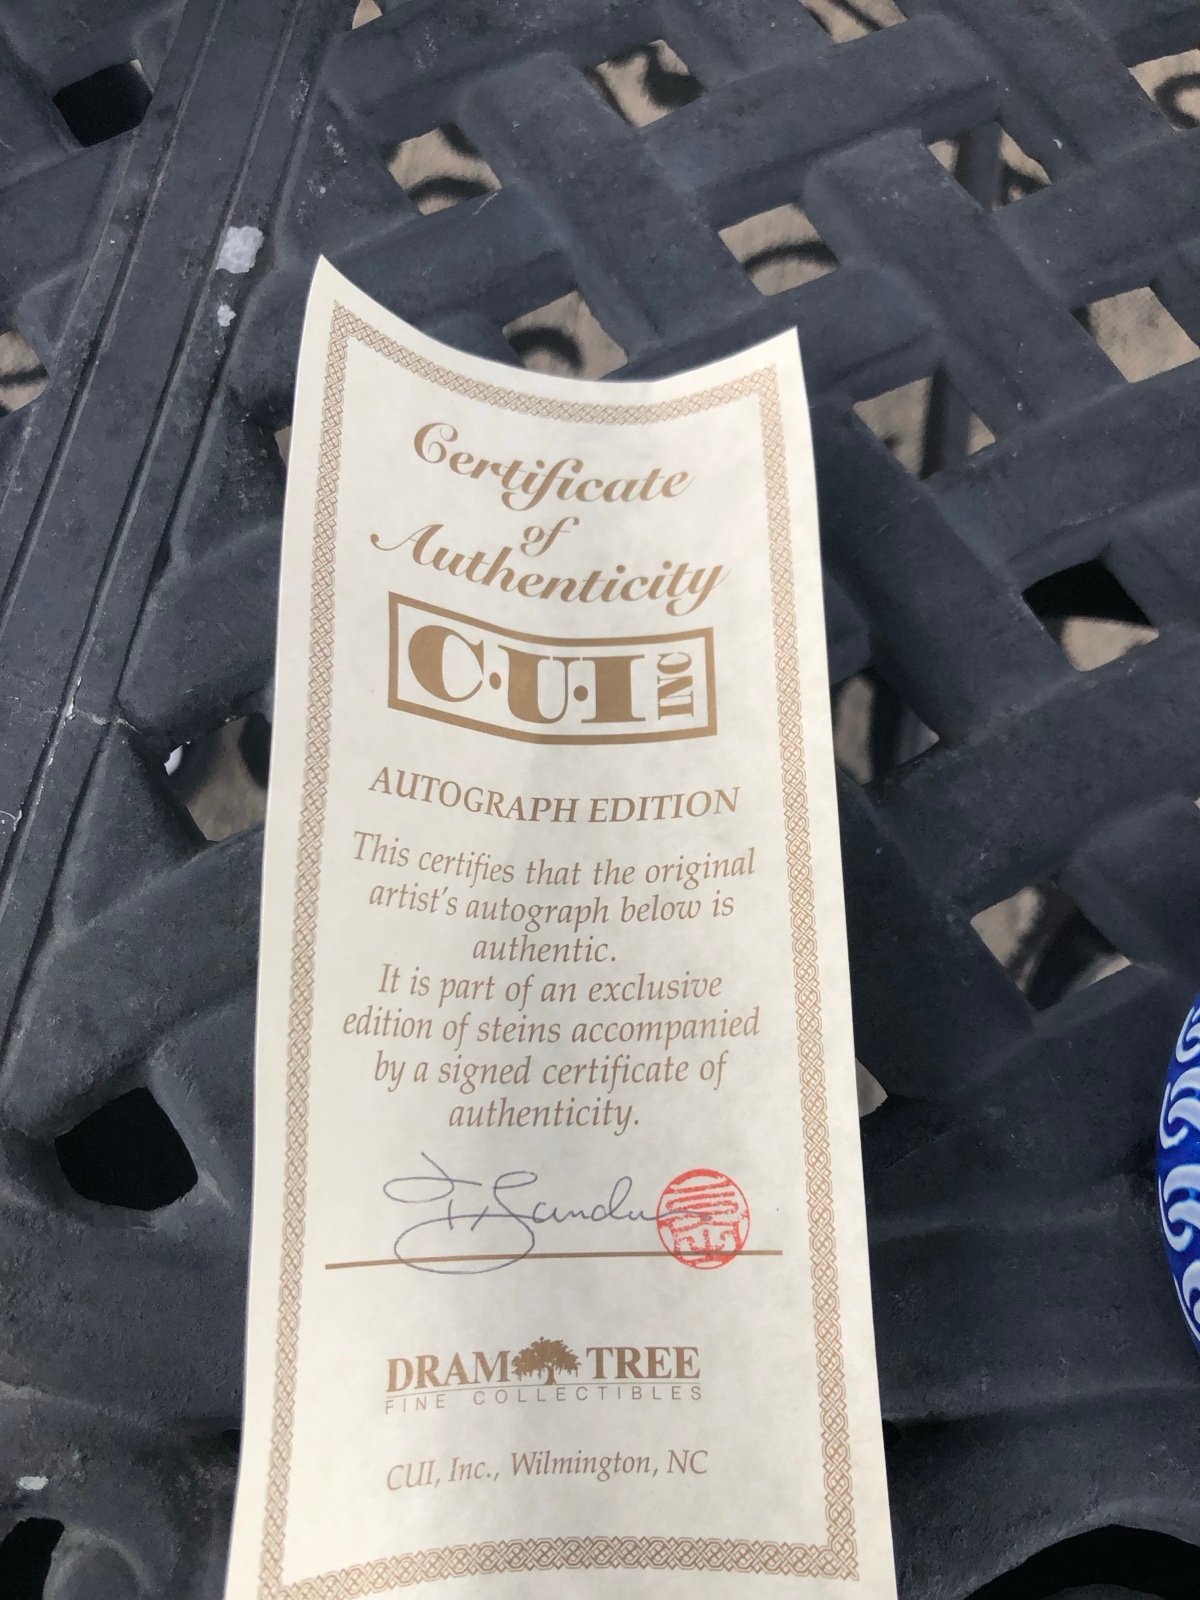 Certificate
of
Authenticity
C·U·I INC
AUTOGRAPH EDITION
This certifies that the original
artist's autograph below is
authentic.
It is part of an exclusive
edition of steins accompanied
by a signed certificate of
authenticity.
DRAM TREE
FINE COLLECTIBLES
CUI, Inc., Wilmington, NC